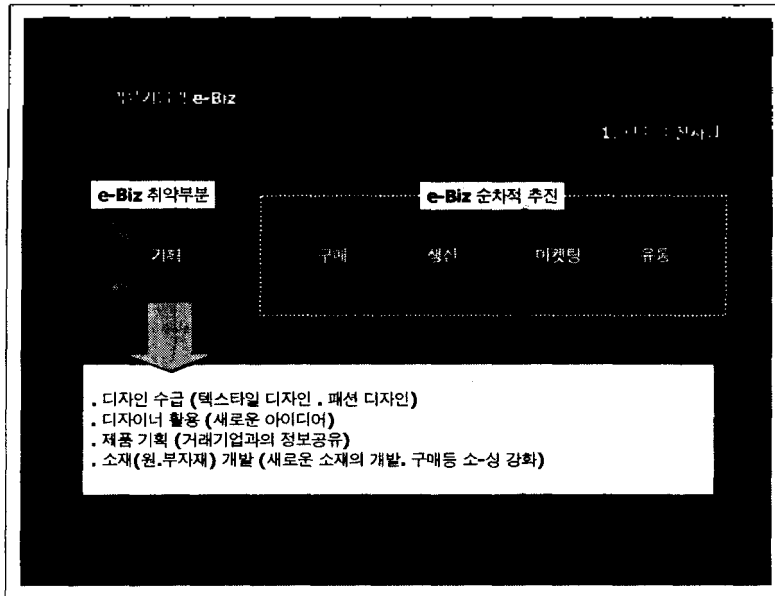 e-Biz
1.
e-Biz 취약부분
e-Biz 순차적 추진
기획 구매 생산 마켓팅 유통
. 디자인 수급 (텍스타일 디자인 . 패션 디자인)
. 디자이너 활용 (새로운 아이디어)
. 제품 기획 (거래기업과의 정보공유)
. 소재(원.부자재) 개발 (새로운 소재의 개발. 구매등 소-싱 강화)